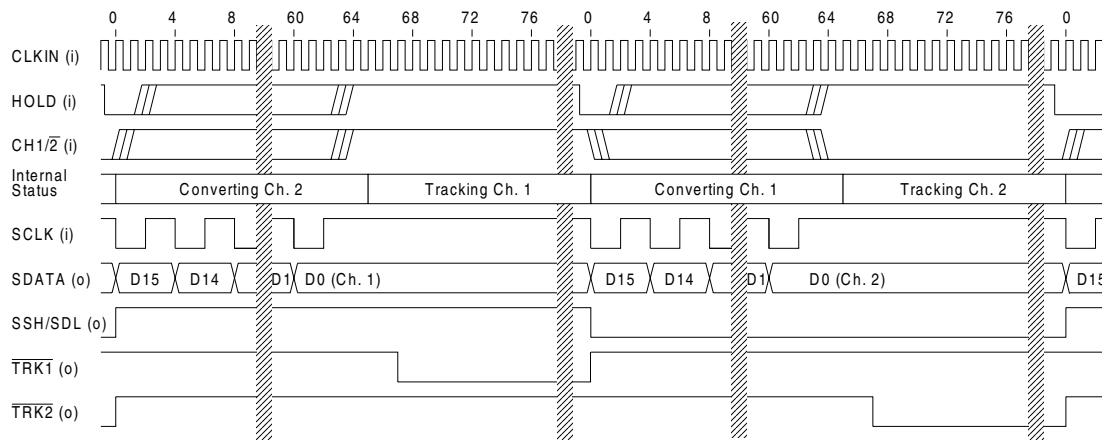 0 4 8 60 64 68 72 76 0 4 8 60 64 68 72 76 0
CLKIN (i)
HOLD (i)
CH1/2̅ (i)
Internal Status
Converting Ch. 2 Tracking Ch. 1 Converting Ch. 1 Tracking Ch. 2
SCLK (i)
SDATA (o) D15 D14 D1 D0 (Ch. 1) D15 D14 D1 D0 (Ch. 2) D15
SSH/SDL (o)
T̅R̅K̅1̅ (o)
T̅R̅K̅2̅ (o)